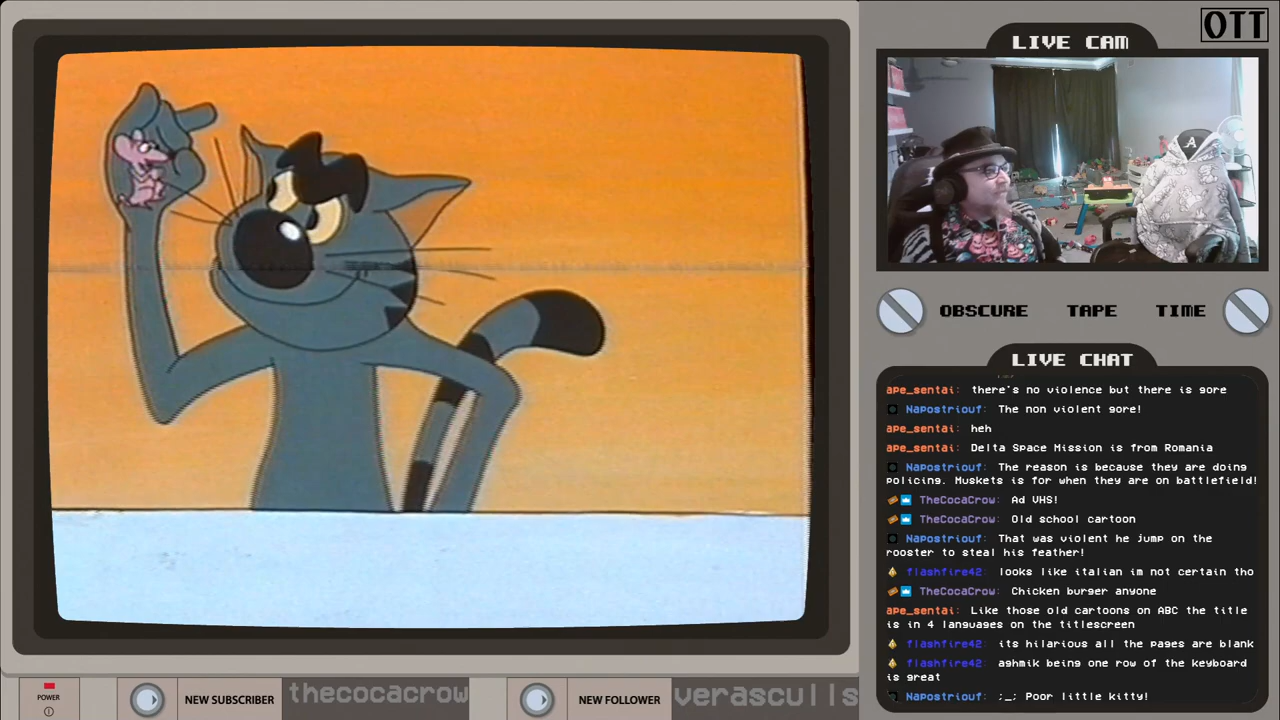 OTT
LIVE CAM
A
OBSCURE TAPE TIME
LIVE CHAT
ape_sentai: there's no violence but there is gore
Napostriouf: The non violent gore!
ape_sentai: heh
ape_sentai: Delta Space Mission is from Romania
Napostriouf: The reason is because they are doing
policing. Muskets is for when they are on battlefield!
TheCocaCrow: Ad VHS!
TheCocaCrow: Old school cartoon
Napostriouf: That was violent he jump on the
rooster to steal his feather!
flashfire42: looks like italian im not certain tho
TheCocaCrow: Chicken burger anyone
ape_sentai: Like those old cartoons on ABC the title
is in 4 languages on the titlescreen
flashfire42: its hilarious all the pages are blank
flashfire42: aghmik being one row of the keyboard
is great
Napostriouf: ;_; Poor little kitty!
POWER
NEW SUBSCRIBER thecocacrow
NEW FOLLOWER verasculls